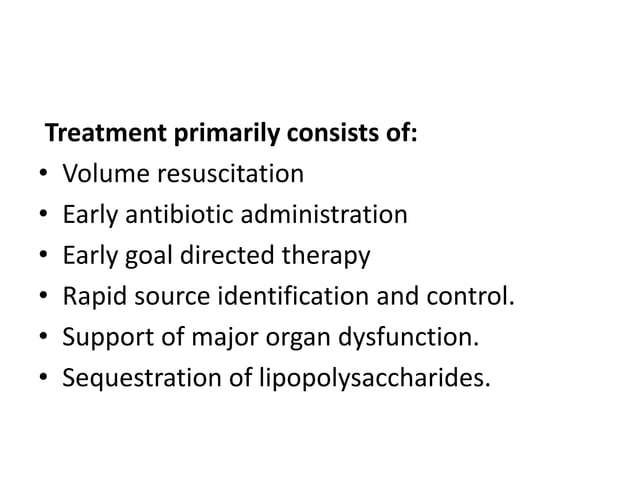 Treatment primarily consists of:
• Volume resuscitation
• Early antibiotic administration
• Early goal directed therapy
• Rapid source identification and control.
• Support of major organ dysfunction.
• Sequestration of lipopolysaccharides.